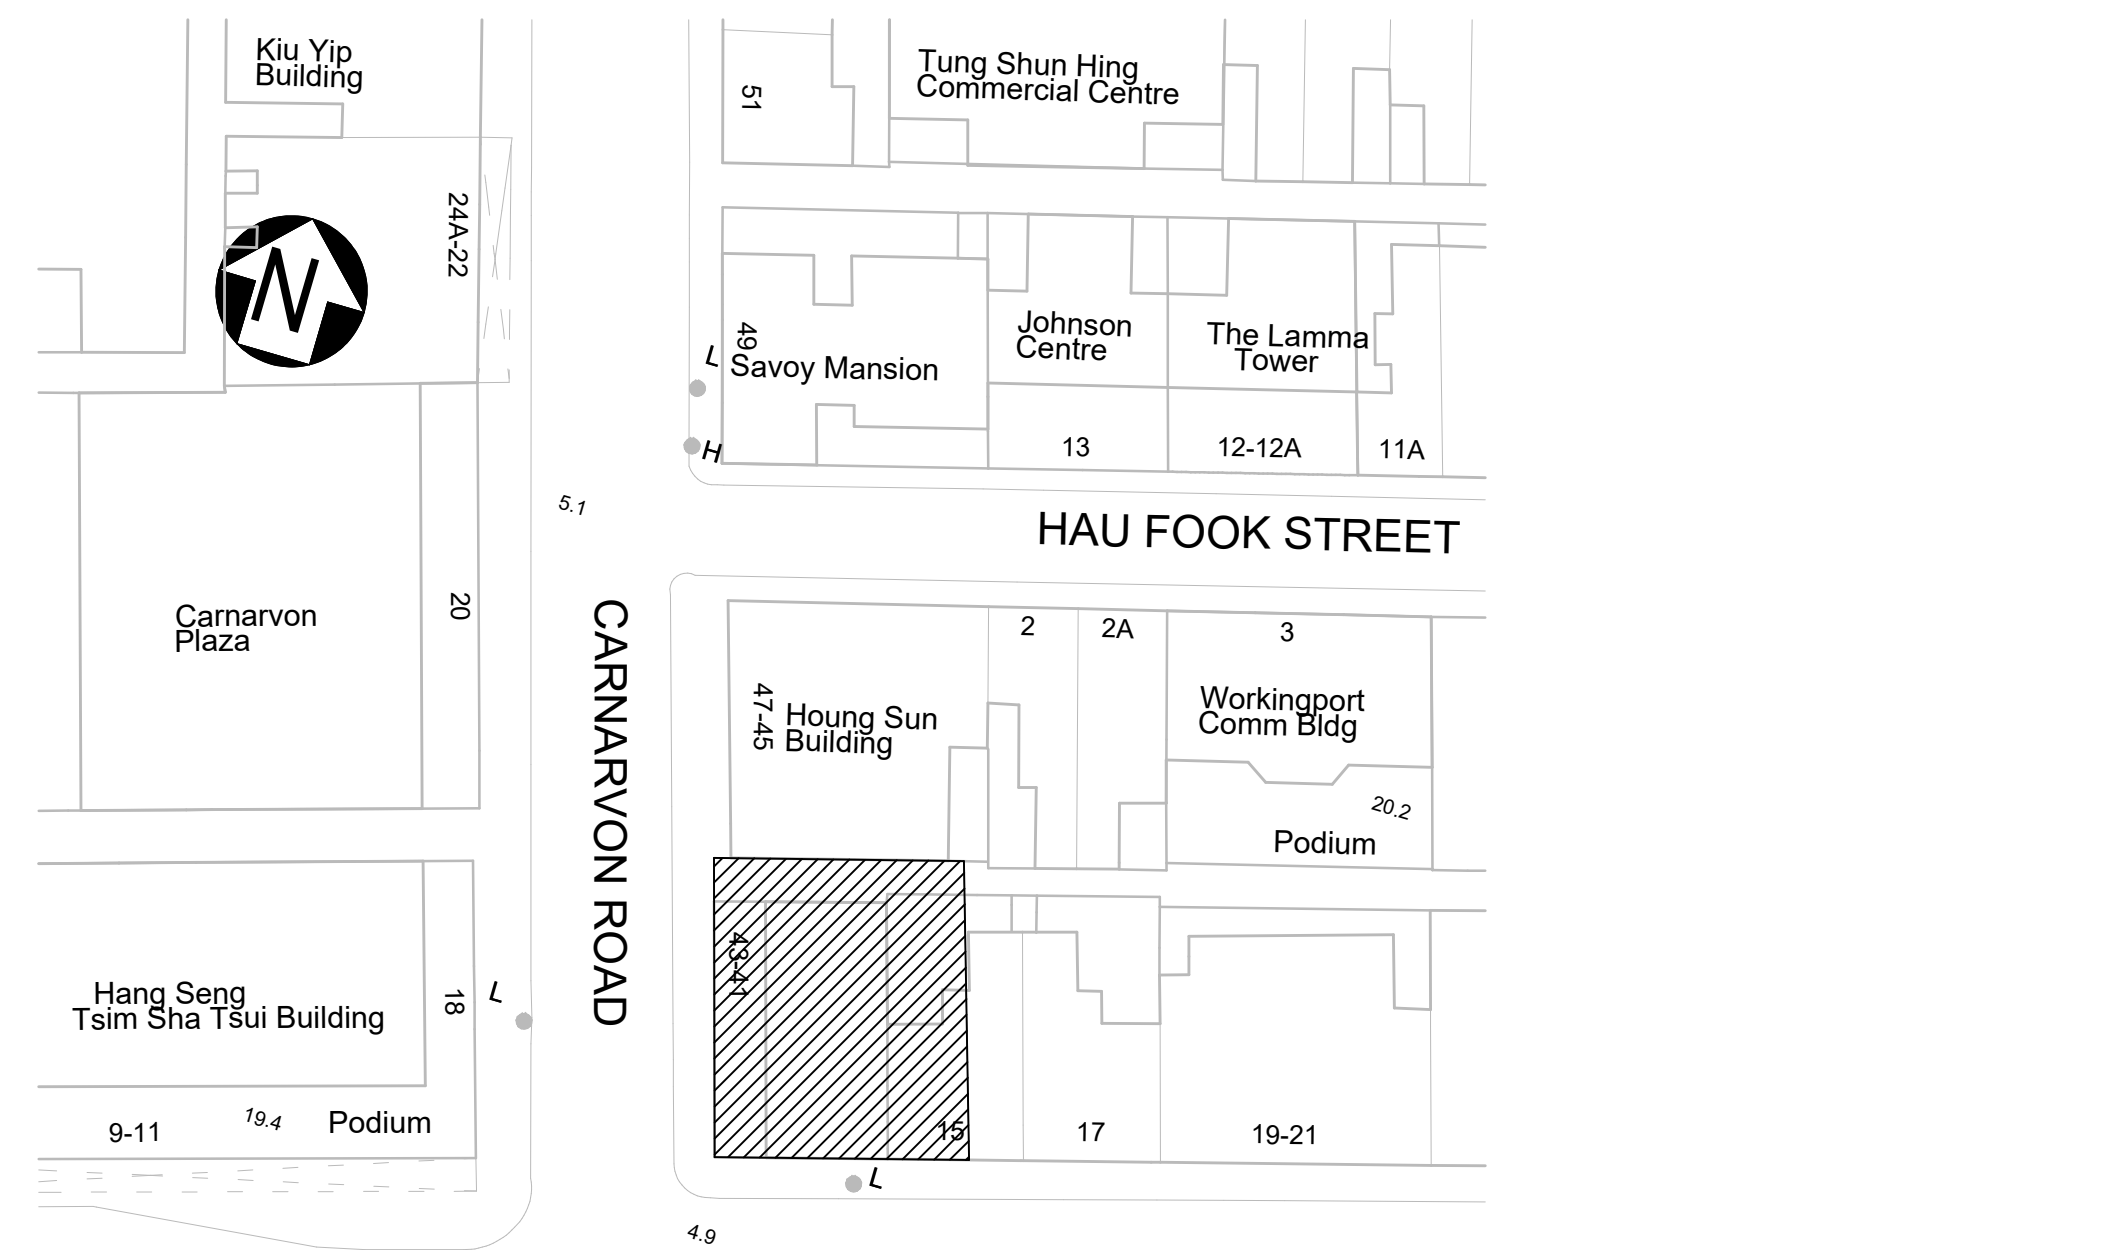 Kiu Yip
Building
51
Tung Shun Hing
Commercial Centre
24A-22
N
49
Savoy Mansion
Johnson
Centre
The Lamma
Tower
L
H
13
12-12A
11A
5.1
HAU FOOK STREET
CARNARVON ROAD
Carnarvon
Plaza
20
2
2A
3
47-45
Houng Sun
Building
Workingport
Comm Bldg
20.2
Podium
43-41
Hang Seng
Tsim Sha Tsui Building
18
L
9-11
19.4
Podium
15
17
19-21
L
4.9